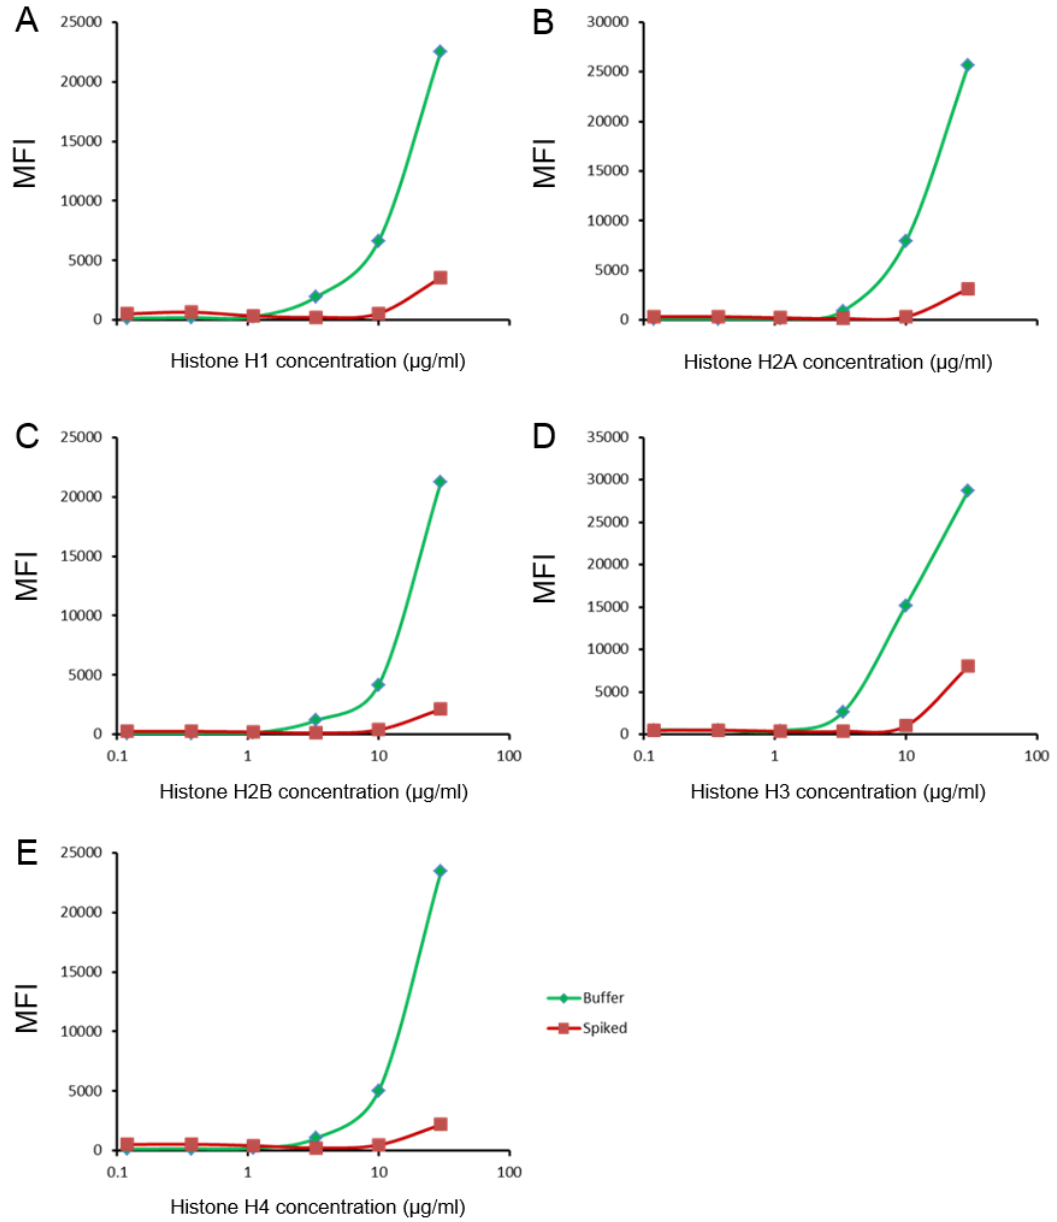 A
B
25000
20000
15000
10000
5000
0
MFI
Histone H1 concentration (µg/ml)
30000
25000
20000
15000
10000
5000
0
MFI
Histone H2A concentration (µg/ml)
C
D
25000
20000
15000
10000
5000
0
MFI
0.1 1 10 100
Histone H2B concentration (µg/ml)
35000
30000
25000
20000
15000
10000
5000
0
MFI
0.1 1 10 100
Histone H3 concentration (µg/ml)
E
25000
20000
15000
10000
5000
0
MFI
0.1 1 10 100
Histone H4 concentration (µg/ml)
Buffer
Spiked